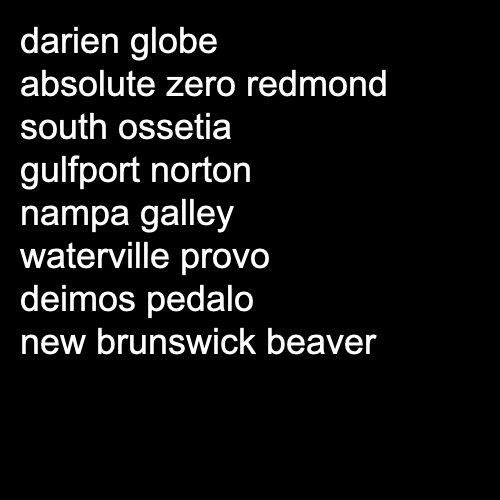 darien globe
absolute zero redmond
south ossetia
gulfport norton
nampa galley
waterville provo
deimos pedalo
new brunswick beaver